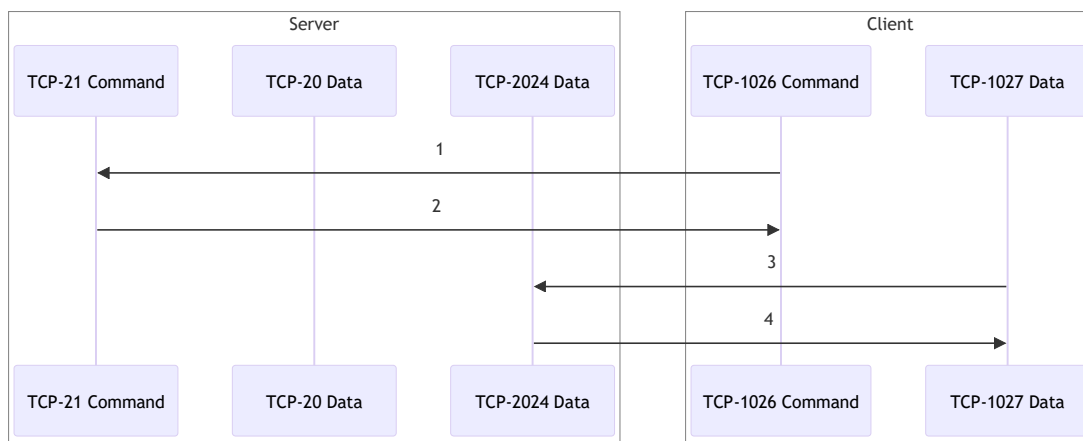 Server
Client
TCP-21 Command
TCP-20 Data
TCP-2024 Data
TCP-1026 Command
TCP-1027 Data
1
2
3
4
TCP-21 Command
TCP-20 Data
TCP-2024 Data
TCP-1026 Command
TCP-1027 Data